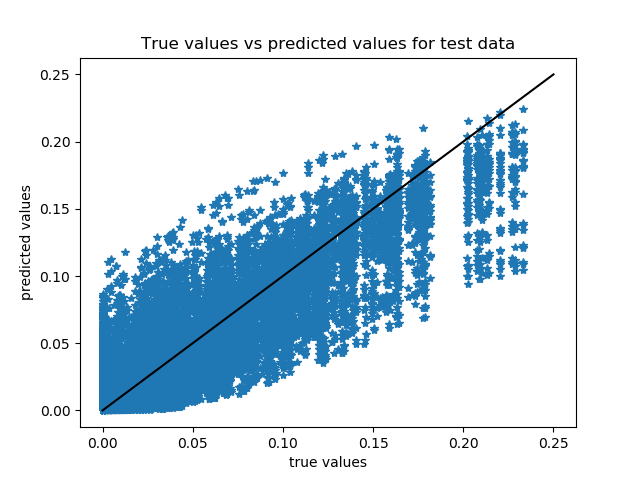 True values vs predicted values for test data
0.25
0.20
0.15
0.10
0.05
0.00
predicted values
0.00 0.05 0.10 0.15 0.20 0.25
true values